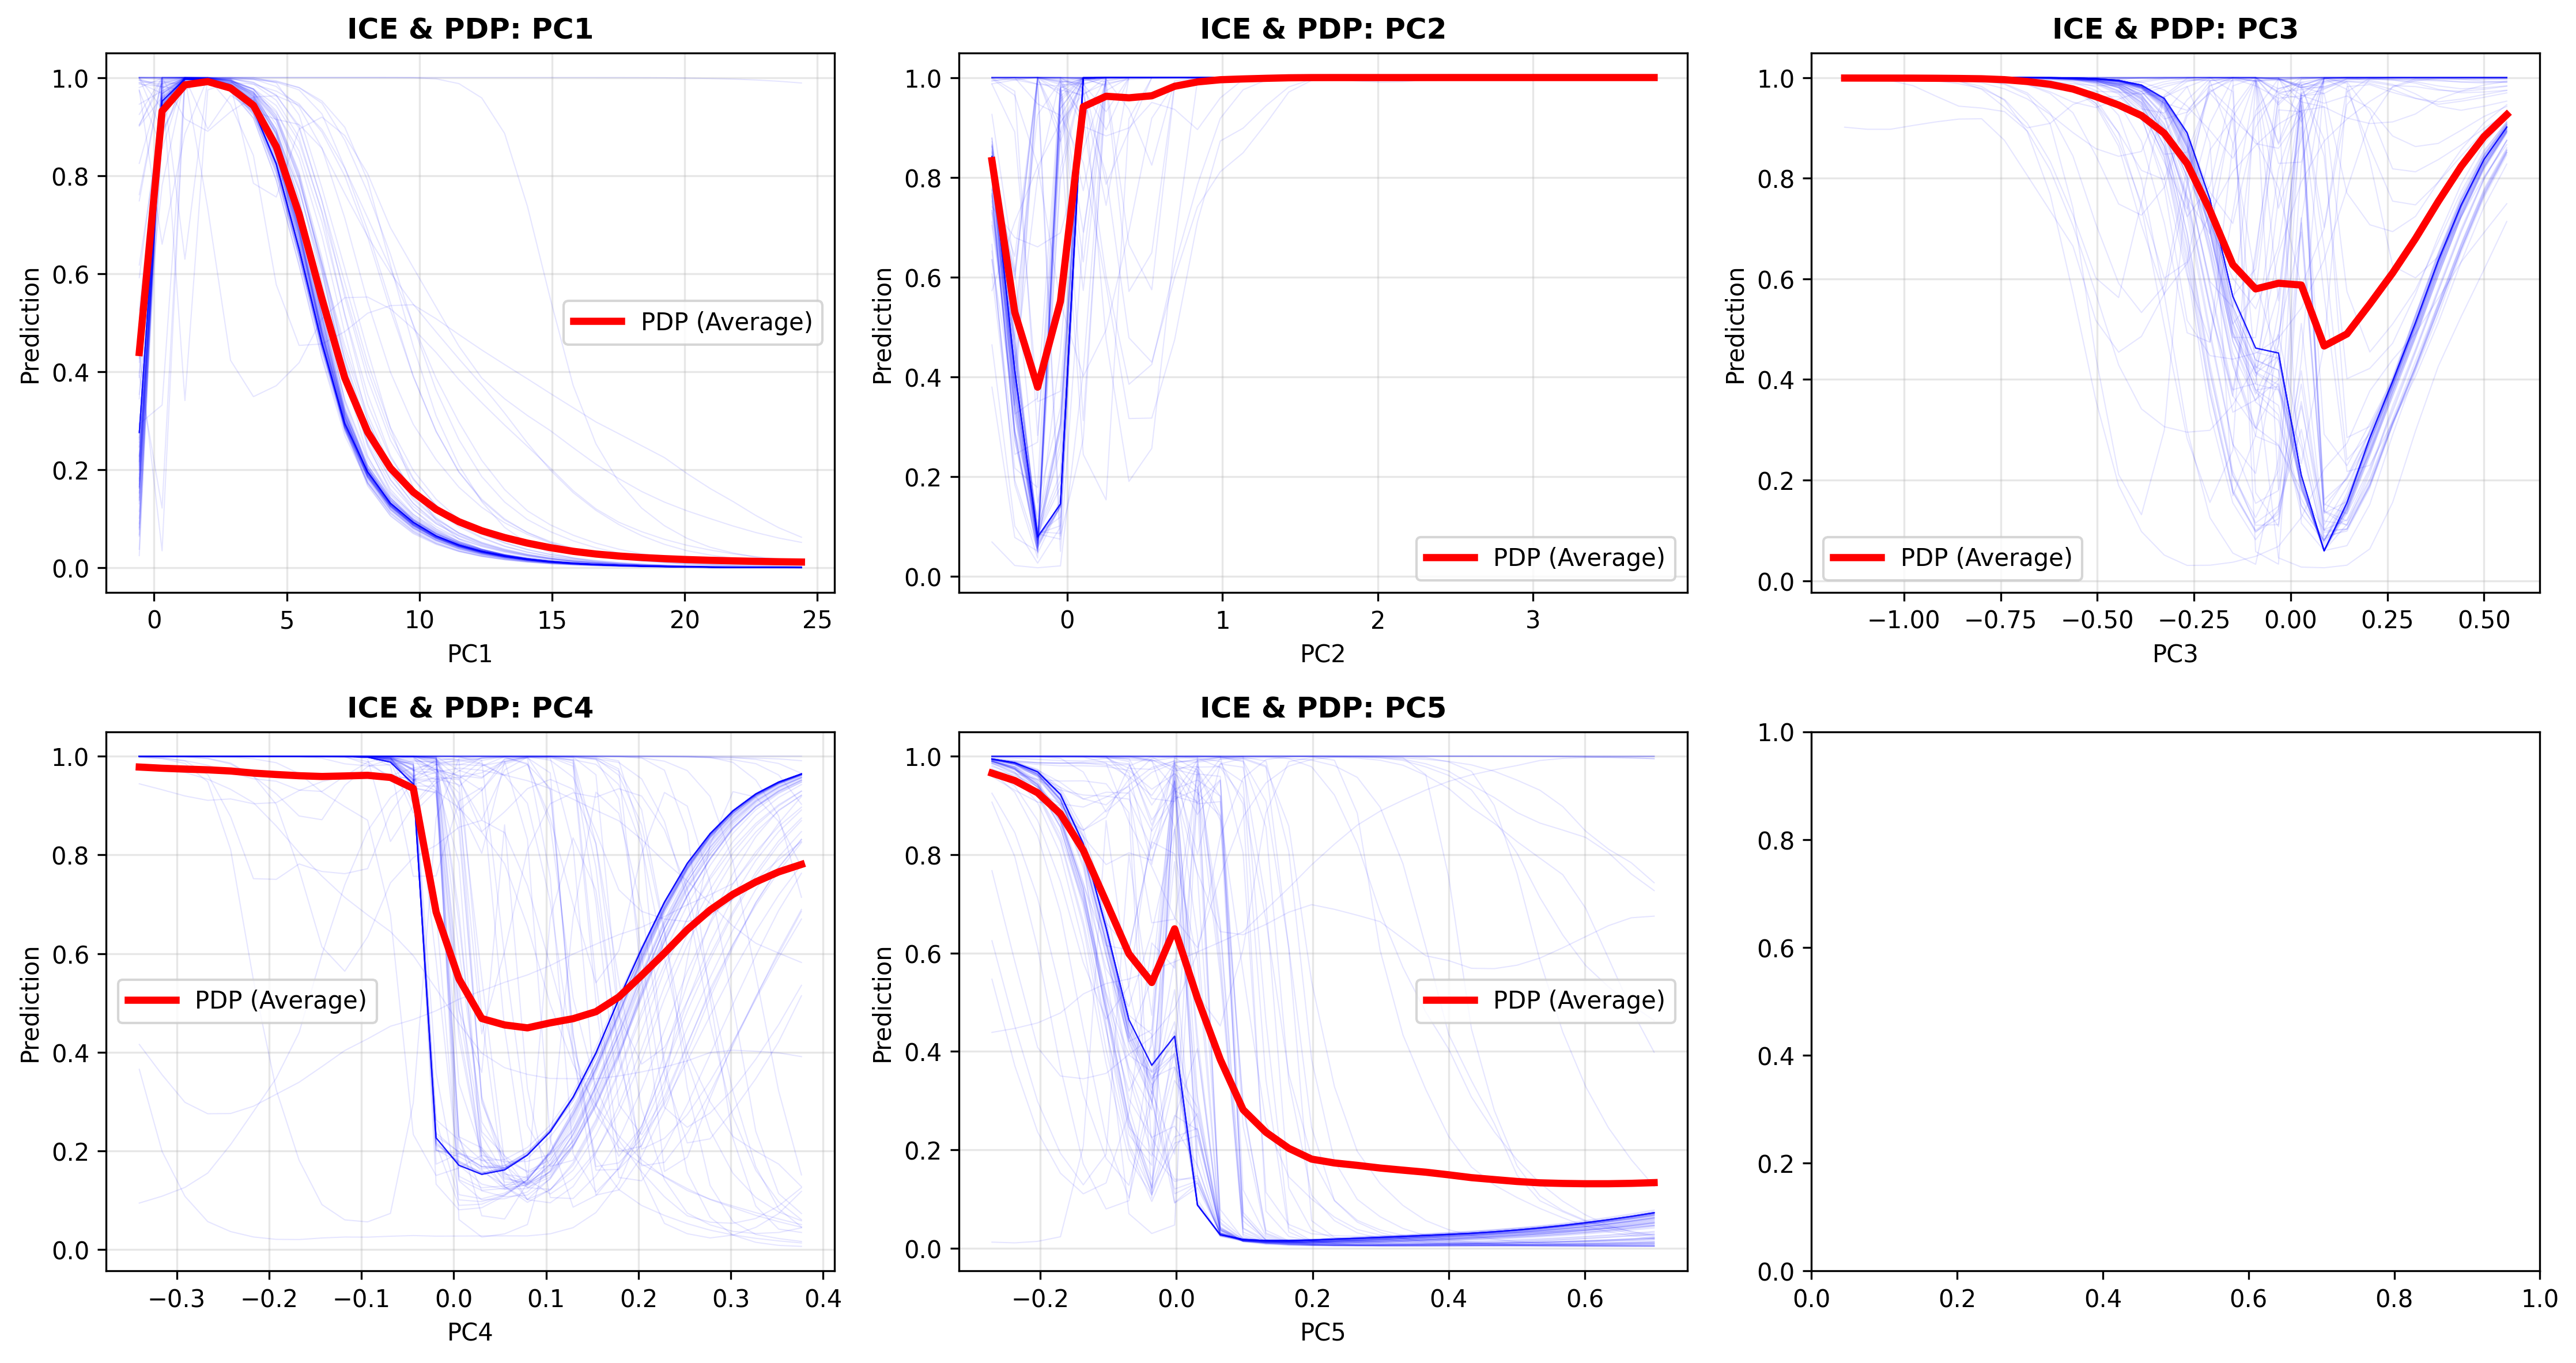 ICE & PDP: PC1
1.0
0.8
0.6
0.4
0.2
0.0
Prediction
PDP (Average)
0 5 10 15 20 25
PC1
ICE & PDP: PC2
1.0
0.8
0.6
0.4
0.2
0.0
Prediction
PDP (Average)
0 1 2 3
PC2
ICE & PDP: PC3
1.0
0.8
0.6
0.4
0.2
0.0
Prediction
PDP (Average)
−1.00 −0.75 −0.50 −0.25 0.00 0.25 0.50
PC3
ICE & PDP: PC4
1.0
0.8
0.6
0.4
0.2
0.0
Prediction
PDP (Average)
−0.3 −0.2 −0.1 0.0 0.1 0.2 0.3 0.4
PC4
ICE & PDP: PC5
1.0
0.8
0.6
0.4
0.2
0.0
Prediction
PDP (Average)
−0.2 0.0 0.2 0.4 0.6
PC5
1.0
0.8
0.6
0.4
0.2
0.0
0.0 0.2 0.4 0.6 0.8 1.0